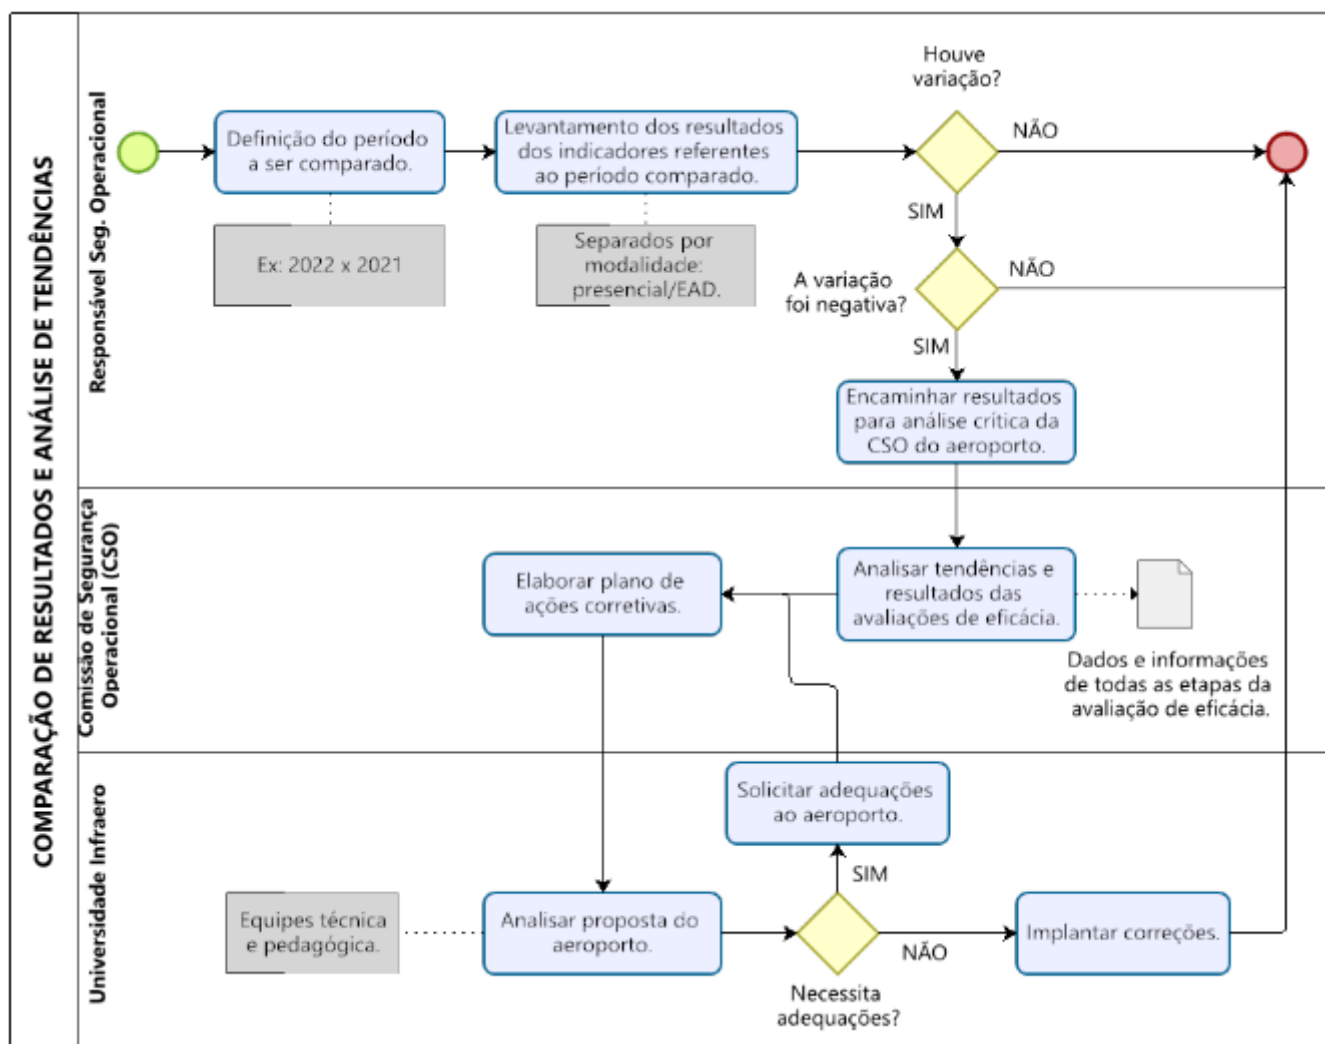 COMPARAÇÃO DE RESULTADOS E ANÁLISE DE TENDÊNCIAS
Responsável Seg. Operacional
Definição do período
a ser comparado.
Ex: 2022 x 2021
Levantamento dos resultados
dos indicadores referentes
ao período comparado.
Separados por
modalidade:
presencial/EAD.
Houve
variação?
NÃO
SIM
A variação
foi negativa?
NÃO
SIM
Encaminhar resultados
para análise crítica da
CSO do aeroporto.
Comissão de Segurança
Operacional (CSO)
Elaborar plano de
ações corretivas.
Analisar tendências e
resultados das
avaliações de eficácia.
Dados e informações
de todas as etapas da
avaliação de eficácia.
Universidade Infraero
Solicitar adequações
ao aeroporto.
SIM
Equipes técnica
e pedagógica.
Analisar proposta do
aeroporto.
NÃO
Implantar correções.
Necessita
adequações?